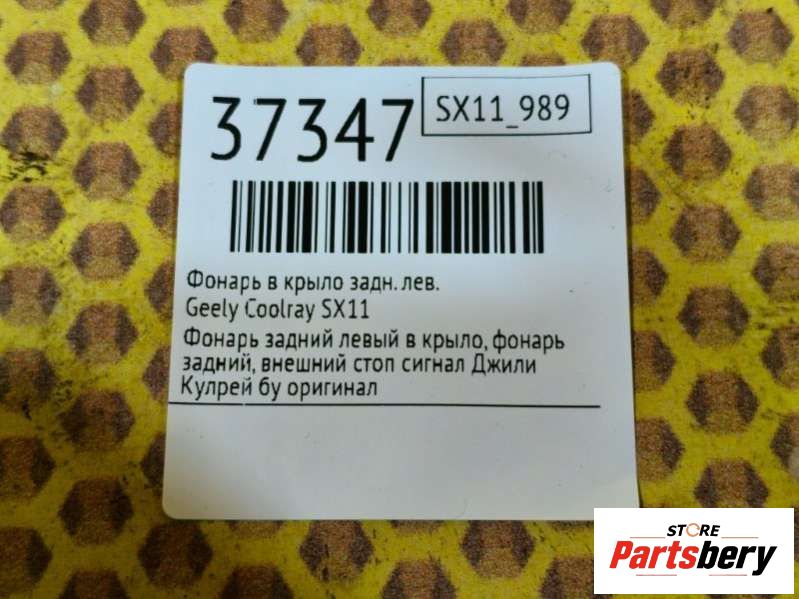 37347
SX11_989
Фонарь в крыло задн. лев.
Geely Coolray SX11
Фонарь задний левый в крыло, фонарь
задний, внешний стоп сигнал Джили
Кулрей бу оригинал
STORE
Partsbery